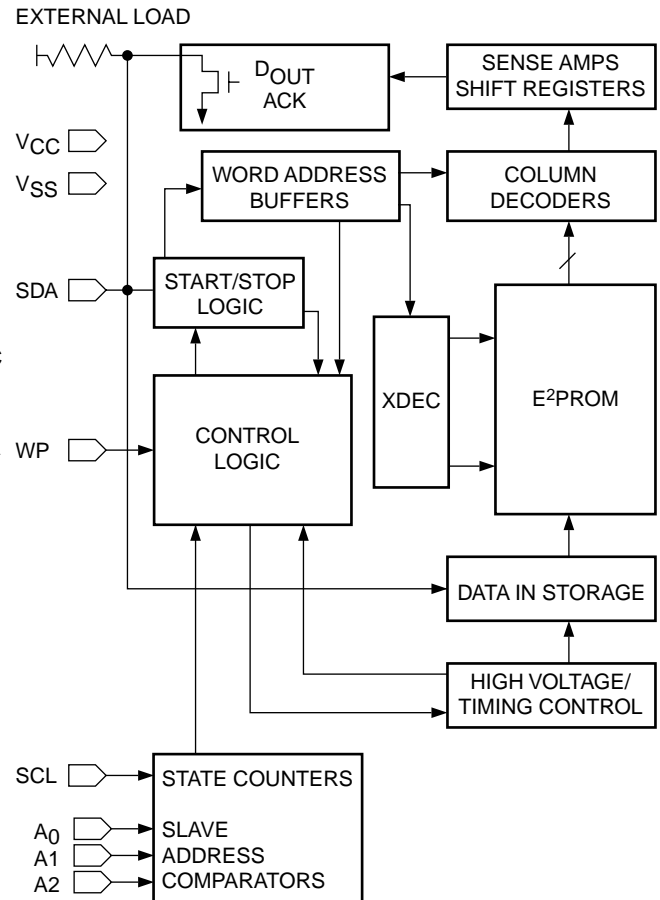 EXTERNAL LOAD
DOUT
ACK
SENSE AMPS
SHIFT REGISTERS
VCC
VSS
WORD ADDRESS
BUFFERS
COLUMN
DECODERS
SDA
START/STOP
LOGIC
XDEC
E²PROM
WP
CONTROL
LOGIC
DATA IN STORAGE
HIGH VOLTAGE/
TIMING CONTROL
SCL
STATE COUNTERS
A0
SLAVE
A1
ADDRESS
A2
COMPARATORS